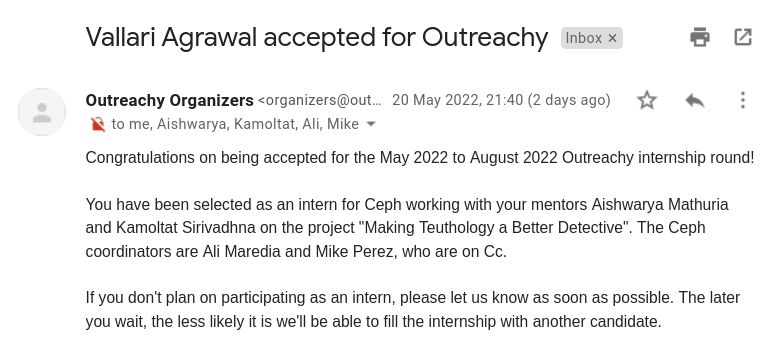 Vallari Agrawal accepted for Outreachy Inbox ×
Outreachy Organizers <organizers@out... 20 May 2022, 21:40 (2 days ago)
to me, Aishwarya, Kamoltat, Ali, Mike
Congratulations on being accepted for the May 2022 to August 2022 Outreachy internship round!
You have been selected as an intern for Ceph working with your mentors Aishwarya Mathuria
and Kamoltat Sirivadhna on the project "Making Teuthology a Better Detective". The Ceph
coordinators are Ali Maredia and Mike Perez, who are on Cc.
If you don't plan on participating as an intern, please let us know as soon as possible. The later
you wait, the less likely it is we'll be able to fill the internship with another candidate.